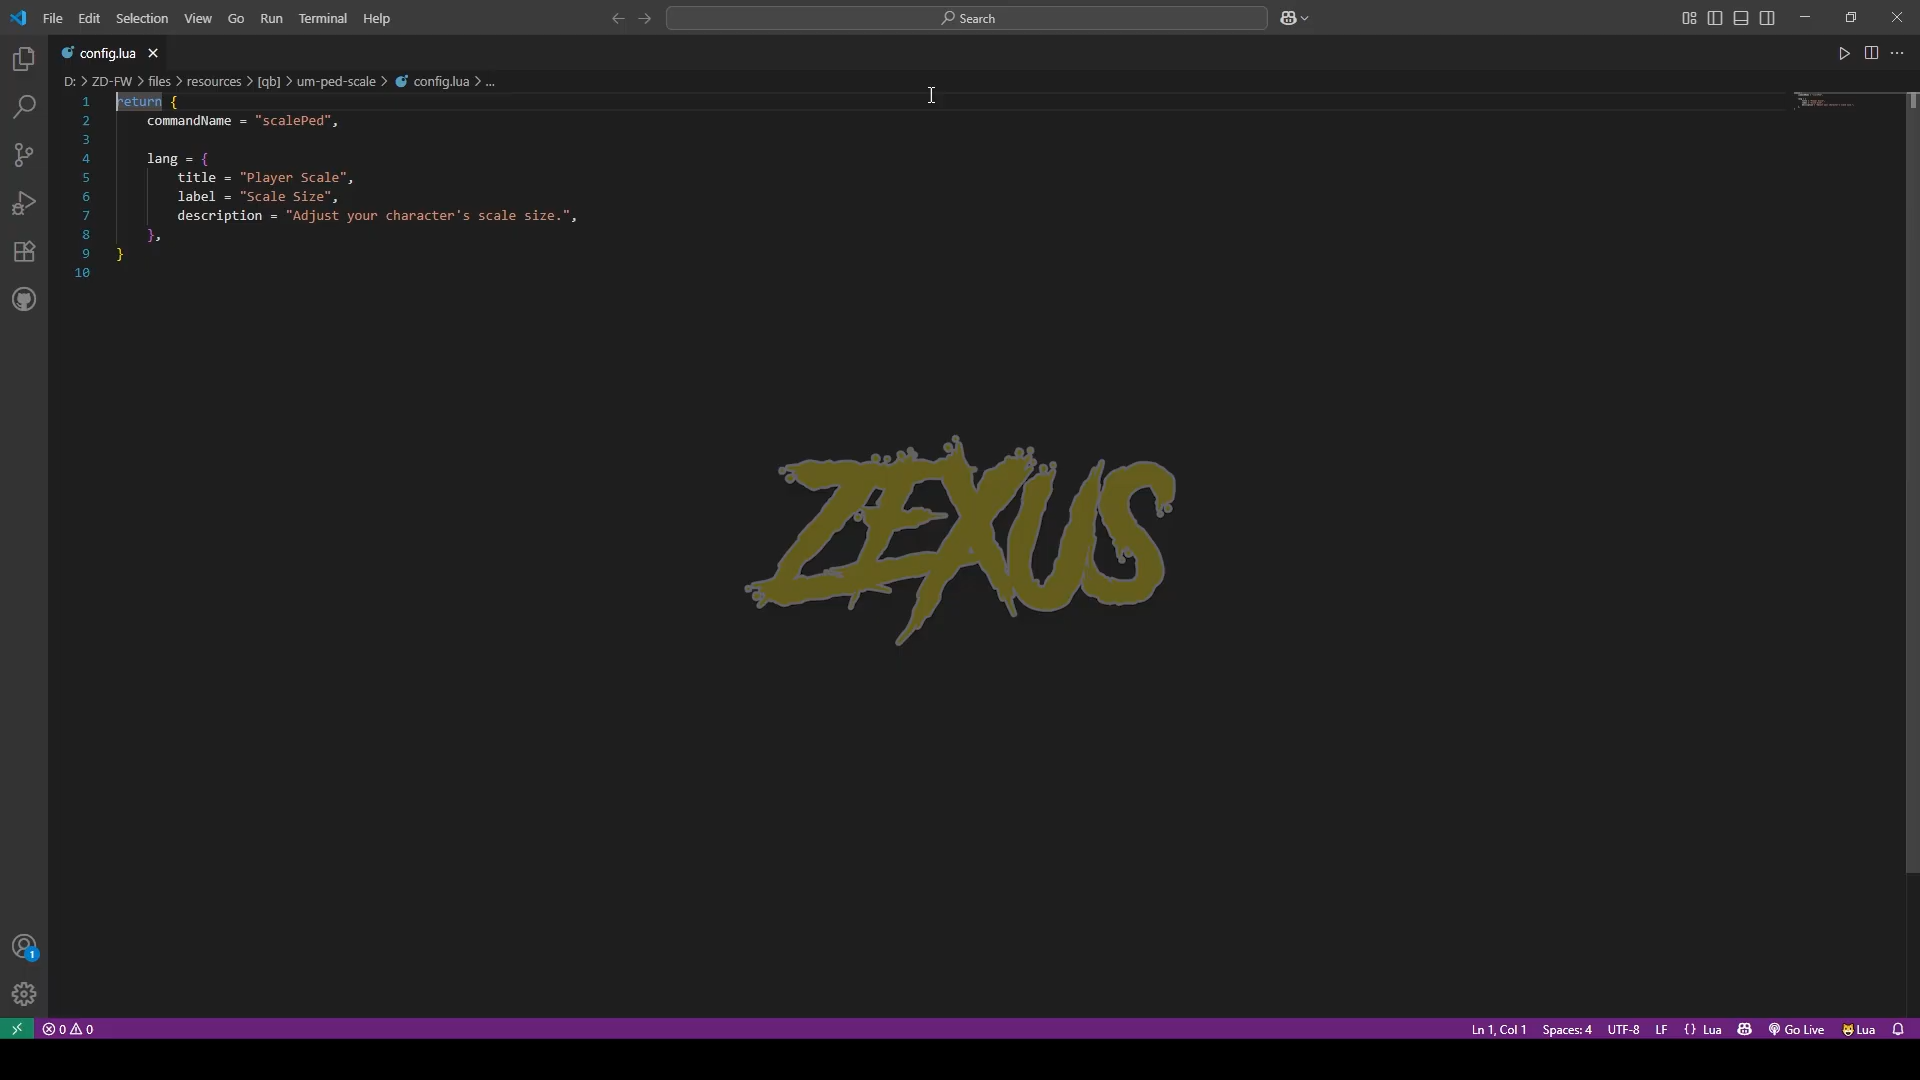 File Edit Selection View Go Run Terminal Help
Search
config.lua
D: > ZD-FW > files > resources > [qb] > um-ped-scale > config.lua > ...
1 return {
2 commandName = "scalePed",
3
4 lang = {
5 title = "Player Scale",
6 label = "Scale Size",
7 description = "Adjust your character's scale size.",
8 },
9 }
10
ZEXUS
1
0 0
Ln 1, Col 1 Spaces: 4 UTF-8 LF {} Lua Go Live Lua